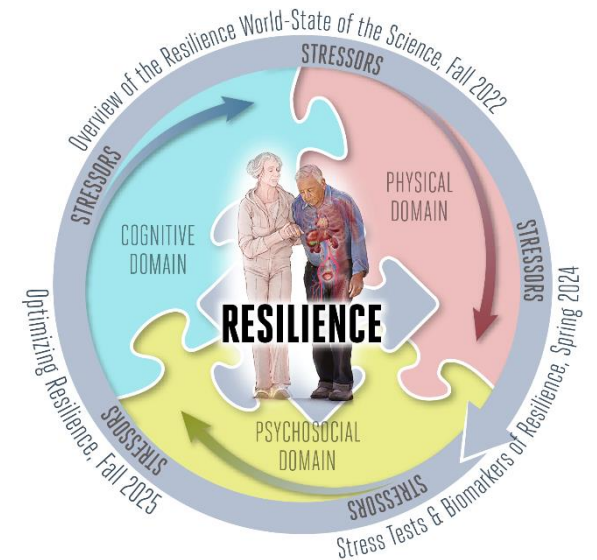 Overview of the Resilience World-State of the Science, Fall 2022
STRESSORS
STRESSORS
PHYSICAL
DOMAIN
COGNITIVE
DOMAIN
STRESSORS
RESILIENCE
PSYCHOSOCIAL
DOMAIN
STRESSORS
STRESSORS
Optimizing Resilience, Fall 2025
Stress Tests & Biomarkers of Resilience, Spring 2024